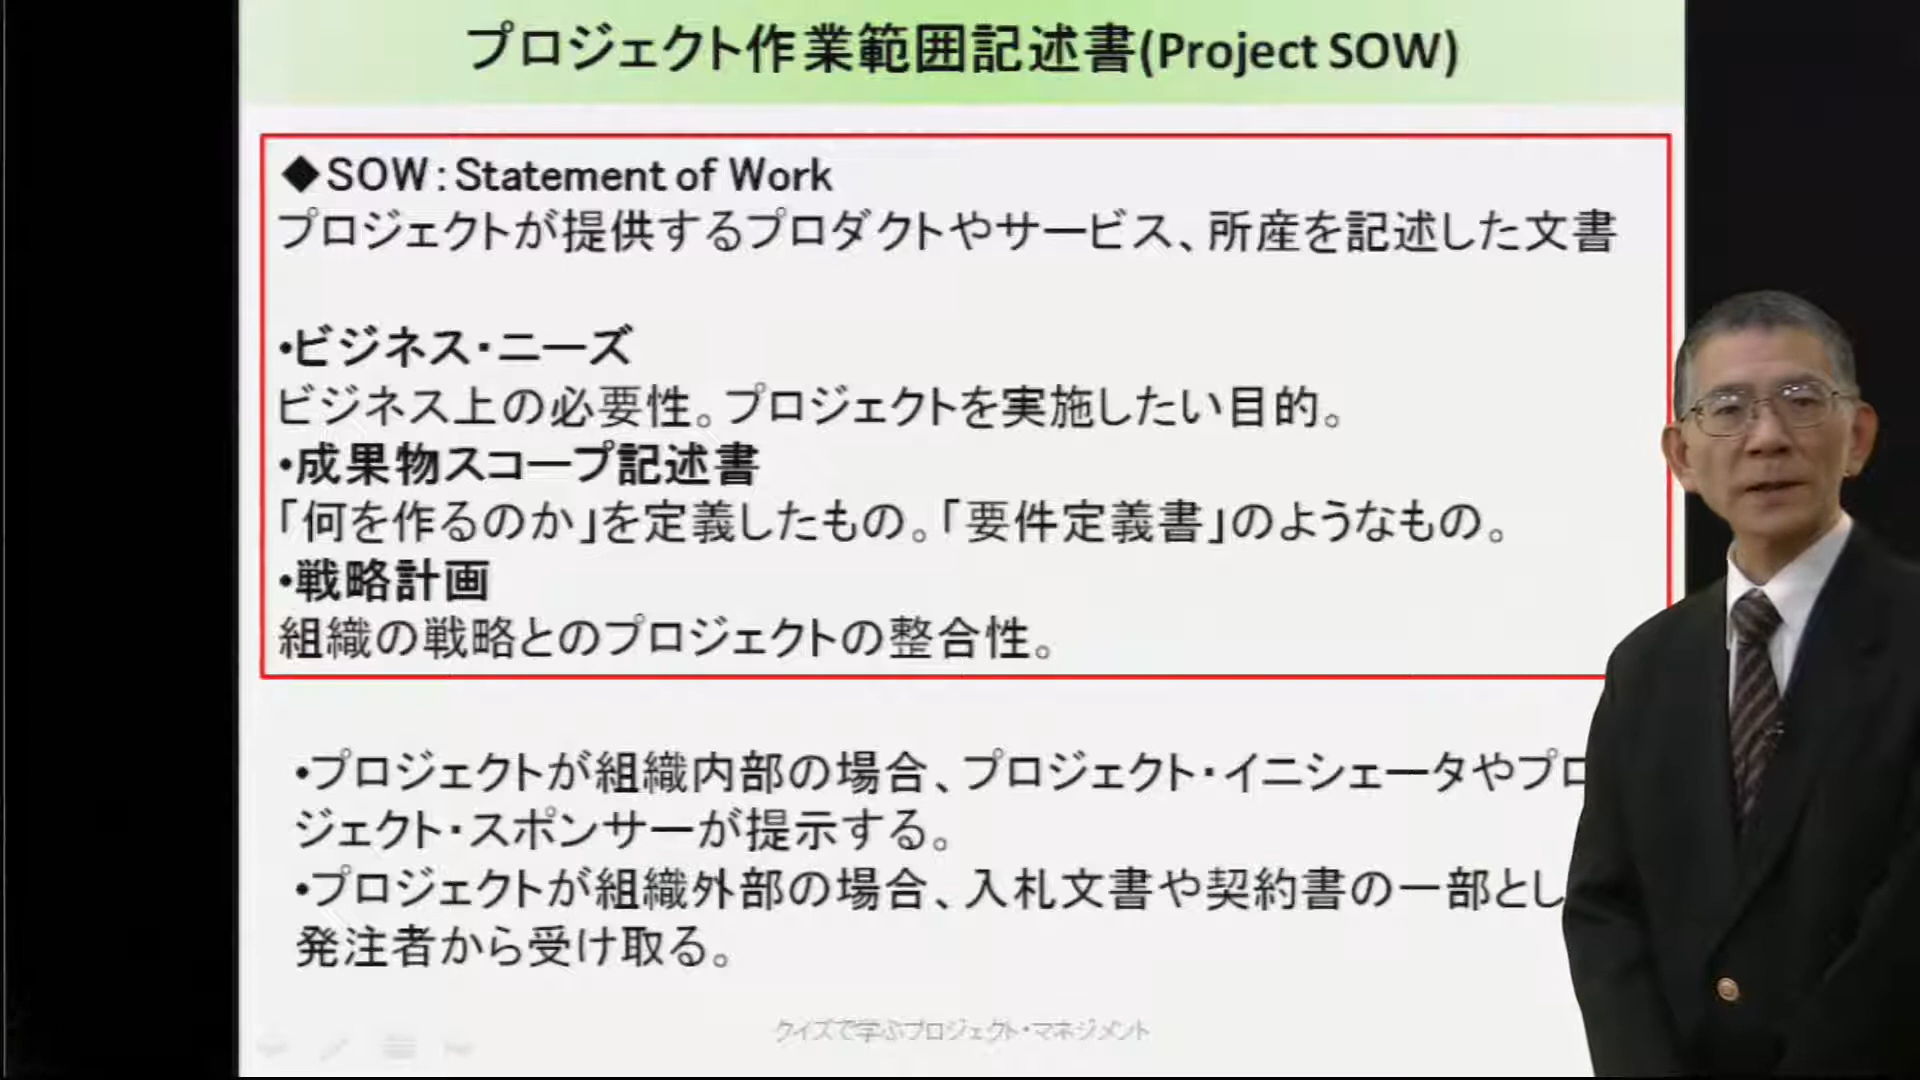 プロジェクト作業範囲記述書(Project SOW)
◆SOW：Statement of Work
プロジェクトが提供するプロダクトやサービス、所産を記述した文書
•ビジネス・ニーズ
ビジネス上の必要性。プロジェクトを実施したい目的。
•成果物スコープ記述書
「何を作るのか」を定義したもの。「要件定義書」のようなもの。
•戦略計画
組織の戦略とのプロジェクトの整合性。
•プロジェクトが組織内部の場合、プロジェクト・イニシェータやプロ
ジェクト・スポンサーが提示する。
•プロジェクトが組織外部の場合、入札文書や契約書の一部とし
発注者から受け取る。
クイズで学ぶプロジェクト・マネジメント